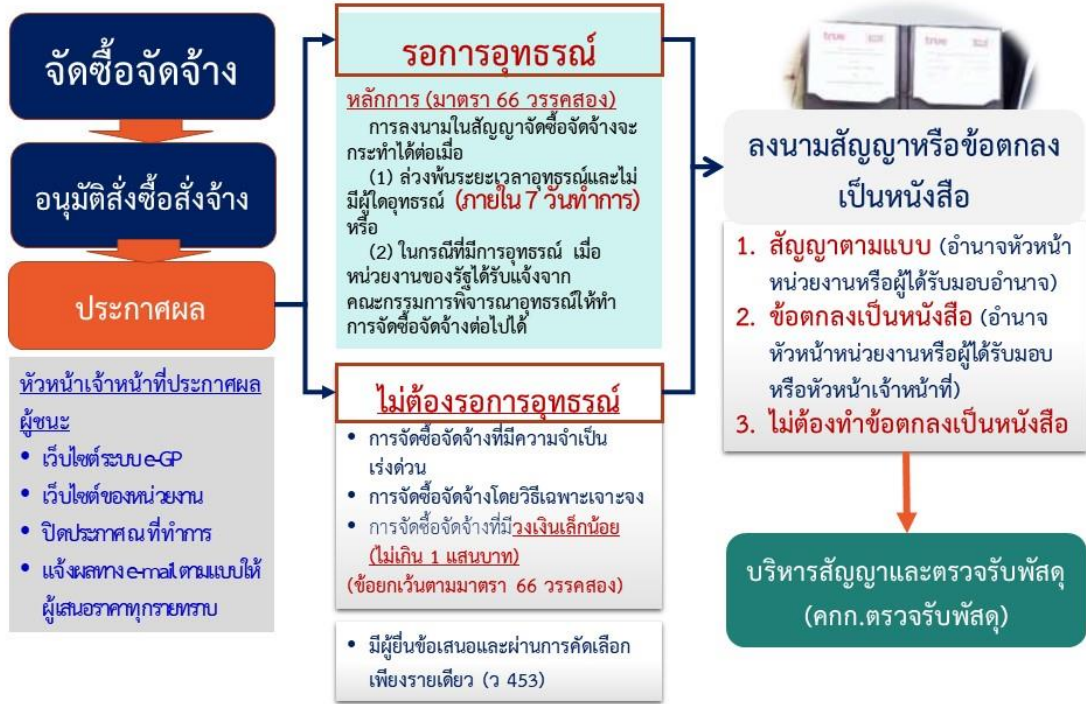 จัดซื้อจัดจ้าง
อนุมัติสั่งซื้อสั่งจ้าง
ประกาศผล
หัวหน้าเจ้าหน้าที่ประกาศผล
ผู้ชนะ
• เว็บไซต์ระบบ e-GP
• เว็บไซต์ของหน่วยงาน
• ปิดประกาศ ณ ที่ทำการ
• แจ้งผลทาง e-mail ตามแบบให้
ผู้เสนอราคาทุกรายทราบ
รอการอุทธรณ์
หลักการ (มาตรา 66 วรรคสอง)
การลงนามในสัญญาจัดซื้อจัดจ้างจะ
กระทำได้ต่อเมื่อ
(1) ล่วงพ้นระยะเวลาอุทธรณ์และไม่
มีผู้ใดอุทธรณ์ (ภายใน 7 วันทำการ)
หรือ
(2) ในกรณีที่มีการอุทธรณ์ เมื่อ
หน่วยงานของรัฐได้รับแจ้งจาก
คณะกรรมการพิจารณาอุทธรณ์ให้ทำ
การจัดซื้อจัดจ้างต่อไปได้
ไม่ต้องรอการอุทธรณ์
• การจัดซื้อจัดจ้างที่มีความจำเป็น
เร่งด่วน
• การจัดซื้อจัดจ้างโดยวิธีเฉพาะเจาะจง
• การจัดซื้อจัดจ้างที่มีวงเงินเล็กน้อย
(ไม่เกิน 1 แสนบาท)
(ข้อยกเว้นตามมาตรา 66 วรรคสอง)
• มีผู้ยื่นข้อเสนอและผ่านการคัดเลือก
เพียงรายเดียว (ว 453)
true
true
ลงนามสัญญาหรือข้อตกลง
เป็นหนังสือ
1. สัญญาตามแบบ (อำนาจหัวหน้า
หน่วยงานหรือผู้ได้รับมอบอำนาจ)
2. ข้อตกลงเป็นหนังสือ (อำนาจ
หัวหน้าหน่วยงานหรือผู้ได้รับมอบ
หรือหัวหน้าเจ้าหน้าที่)
3. ไม่ต้องทำข้อตกลงเป็นหนังสือ
บริหารสัญญาและตรวจรับพัสดุ
(คกก.ตรวจรับพัสดุ)